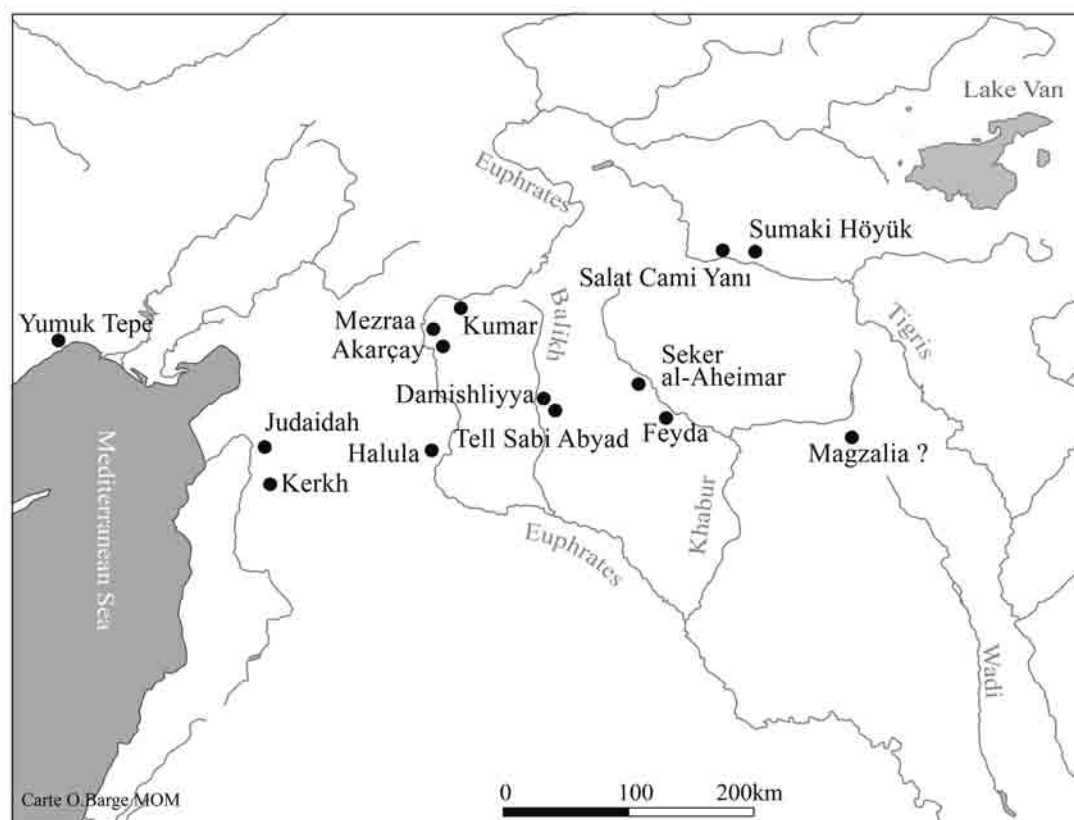 Lake Van
Euphrates
Sumaki Höyük
Salat Cami Yanı
Tigris
Balikh
Yumuk Tepe
Mezraa
Kumar
Akarçay
Seker
al-Aheimar
Damishliyya
Tell Sabi Abyad
Feyda
Judaidah
Halula
Magzalia ?
Kerkh
Khabur
Mediterranean Sea
Euphrates
Wadi
0 100 200km
Carte O.Barge MOM